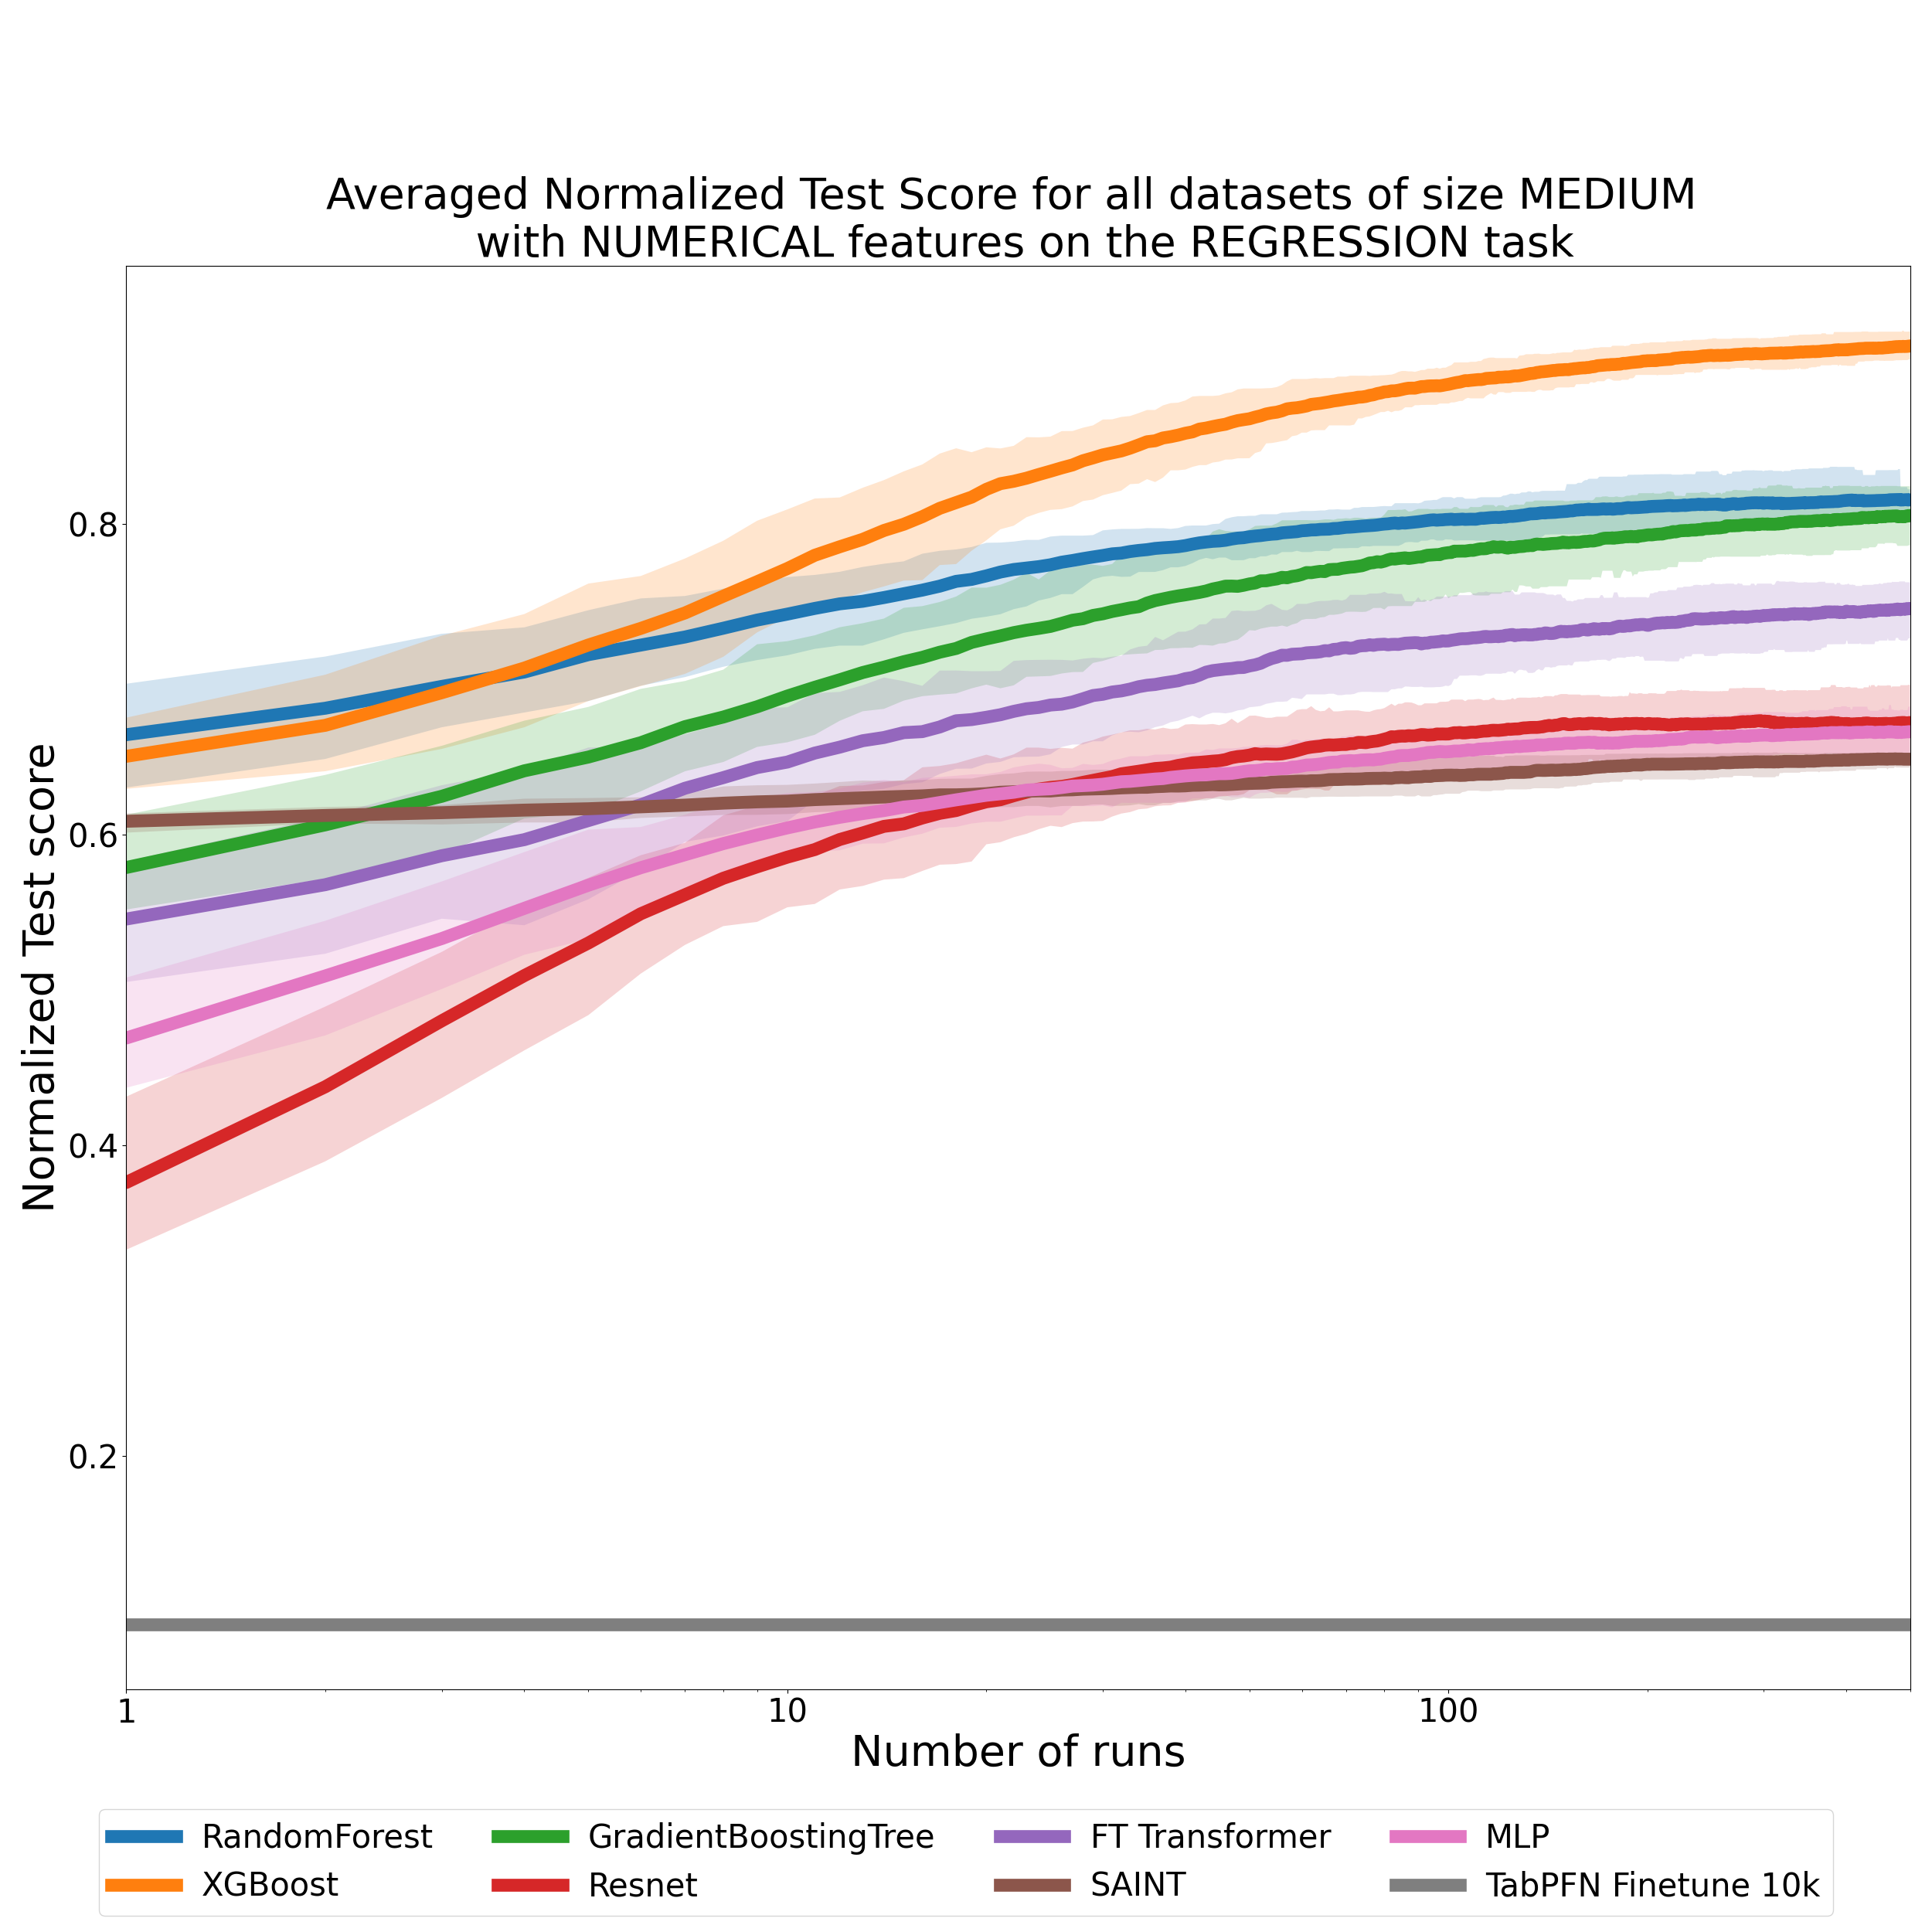 Averaged Normalized Test Score for all datasets of size MEDIUM
with NUMERICAL features on the REGRESSION task
Normalized Test score
0.8
0.6
0.4
0.2
1
10
100
Number of runs
RandomForest
GradientBoostingTree
FT Transformer
MLP
XGBoost
Resnet
SAINT
TabPFN Finetune 10k